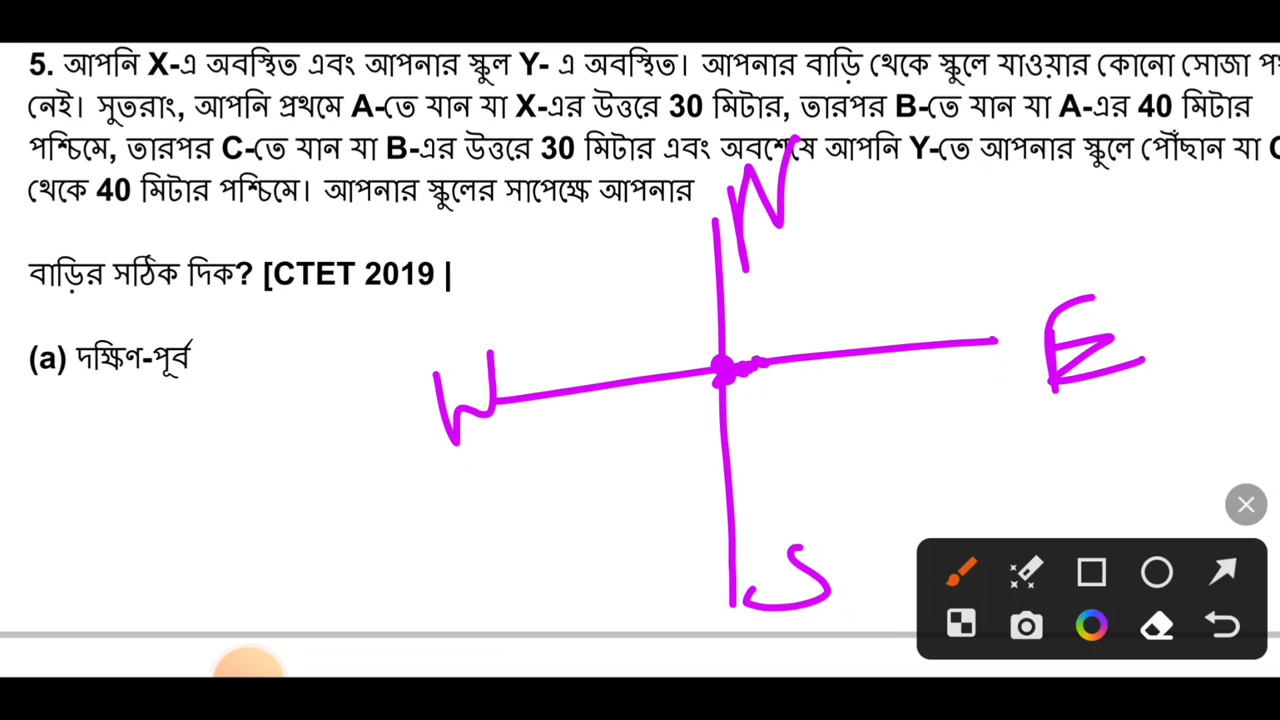 5. আপনি X-এ অবস্থিত এবং আপনার স্কুল Y- এ অবস্থিত। আপনার বাড়ি থেকে স্কুলে যাওয়ার কোনো সোজা
নেই। সুতরাং, আপনি প্রথমে A-তে যান যা X-এর উত্তরে 30 মিটার, তারপর B-তে যান যা A-এর 40 মিটার
পশ্চিমে, তারপর C-তে যান যা B-এর উত্তরে 30 মিটার এবং অবশেষে আপনি Y-তে আপনার স্কুলে পৌঁছান যা
থেকে 40 মিটার পশ্চিমে। আপনার স্কুলের সাপেক্ষে আপনার
N
বাড়ির সঠিক দিক? [CTET 2019 |
E
(a) দক্ষিণ-পূর্ব
W
S